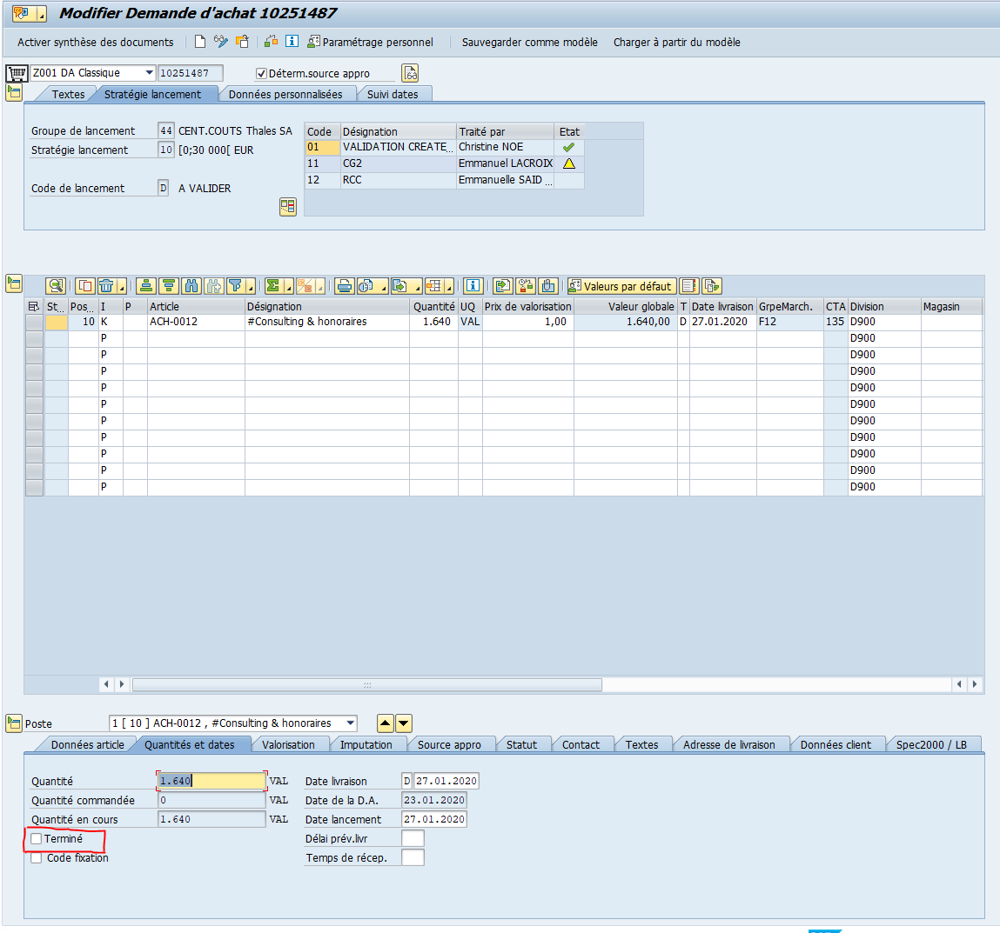 Modifier Demande d'achat 10251487
Activer synthèse des documents Paramétrage personnel Sauvegarder comme modèle Charger à partir du modèle
Z001 DA Classique 10251487 Déterm.source appro
Textes Stratégie lancement Données personnalisées Suivi dates
Groupe de lancement 44 CENT.COUTS Thales SA
Stratégie lancement 10 [0;30 000[ EUR
Code de lancement D A VALIDER
Code Désignation Traité par Etat
01 VALIDATION CREATE... Christine NOE
11 CG2 Emmanuel LACROIX
12 RCC Emmanuelle SAID ...
Valeurs par défaut
St... Pos... I P Article Désignation Quantité UQ Prix de valorisation Valeur globale T Date livraison GrpeMarch. CTA Division Magasin
10 K ACH-0012 #Consulting & honoraires 1.640 VAL 1,00 1.640,00 D 27.01.2020 F12 135 D900
P D900
P D900
P D900
P D900
P D900
P D900
P D900
P D900
P D900
P D900
Poste 1 [ 10 ] ACH-0012 , #Consulting & honoraires
Données article Quantités et dates Valorisation Imputation Source appro Statut Contact Textes Adresse de livraison Données client Spec2000 / LB
Quantité 1.640 VAL Date livraison D 27.01.2020
Quantité commandée 0 VAL Date de la D.A. 23.01.2020
Quantité en cours 1.640 VAL Date lancement 27.01.2020
Terminé Délai prév.livr
Code fixation Temps de récep.